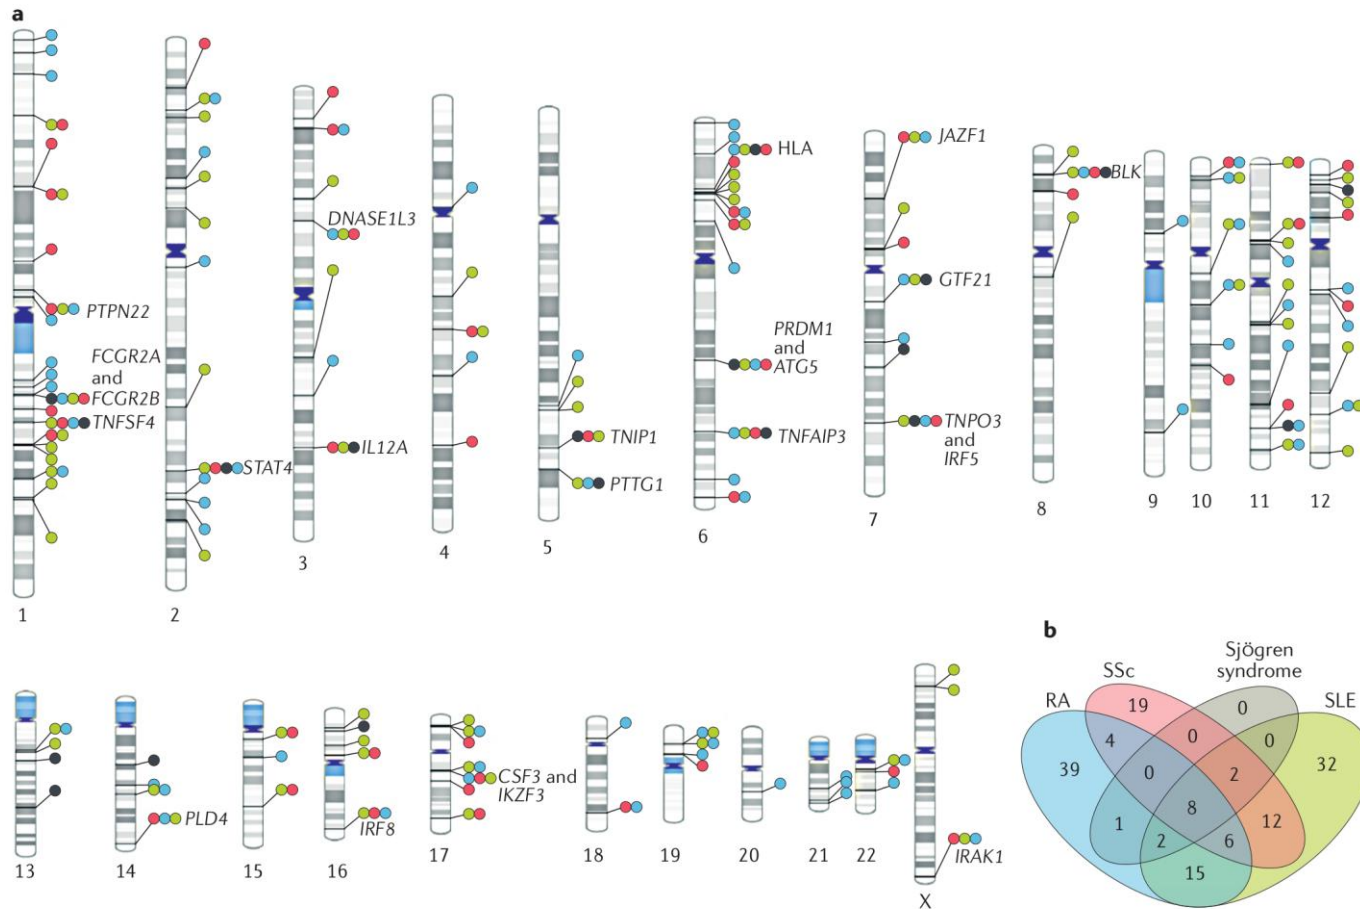 a
HLA
JAZF1
BLK
DNASE1L3
GTF21
PTPN22
PRDM1
and
ATG5
FCGR2A
and
FCGR2B
TNFSF4
TNPO3
and
IRF5
TNIP1
TNFAIP3
IL12A
STAT4
PTTG1
1
2
3
4
5
6
7
8
9
10
11
12
PLD4
IRF8
CSF3 and
IKZF3
IRAK1
13
14
15
16
17
18
19
20
21
22
X
b
Sjögren
syndrome
SSc
RA
SLE
19
0
4
0
0
39
0
2
32
8
1
12
2
6
15